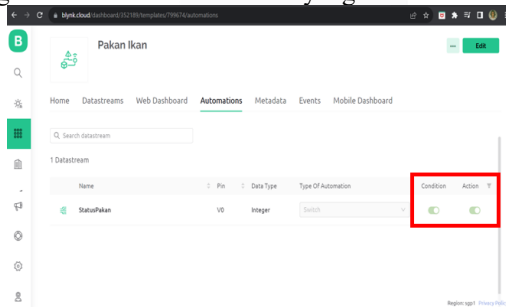 blynk.cloud/dashboard/352189/templates/799674/automations
B
Pakan Ikan
Edit
Home Datastreams Web Dashboard Automations Metadata Events Mobile Dashboard
Search datastream
1 Datastream
Name Pin Data Type Type Of Automation Condition Action
StatusPakan V0 Integer Switch
Region: sgp1 Privacy Policy